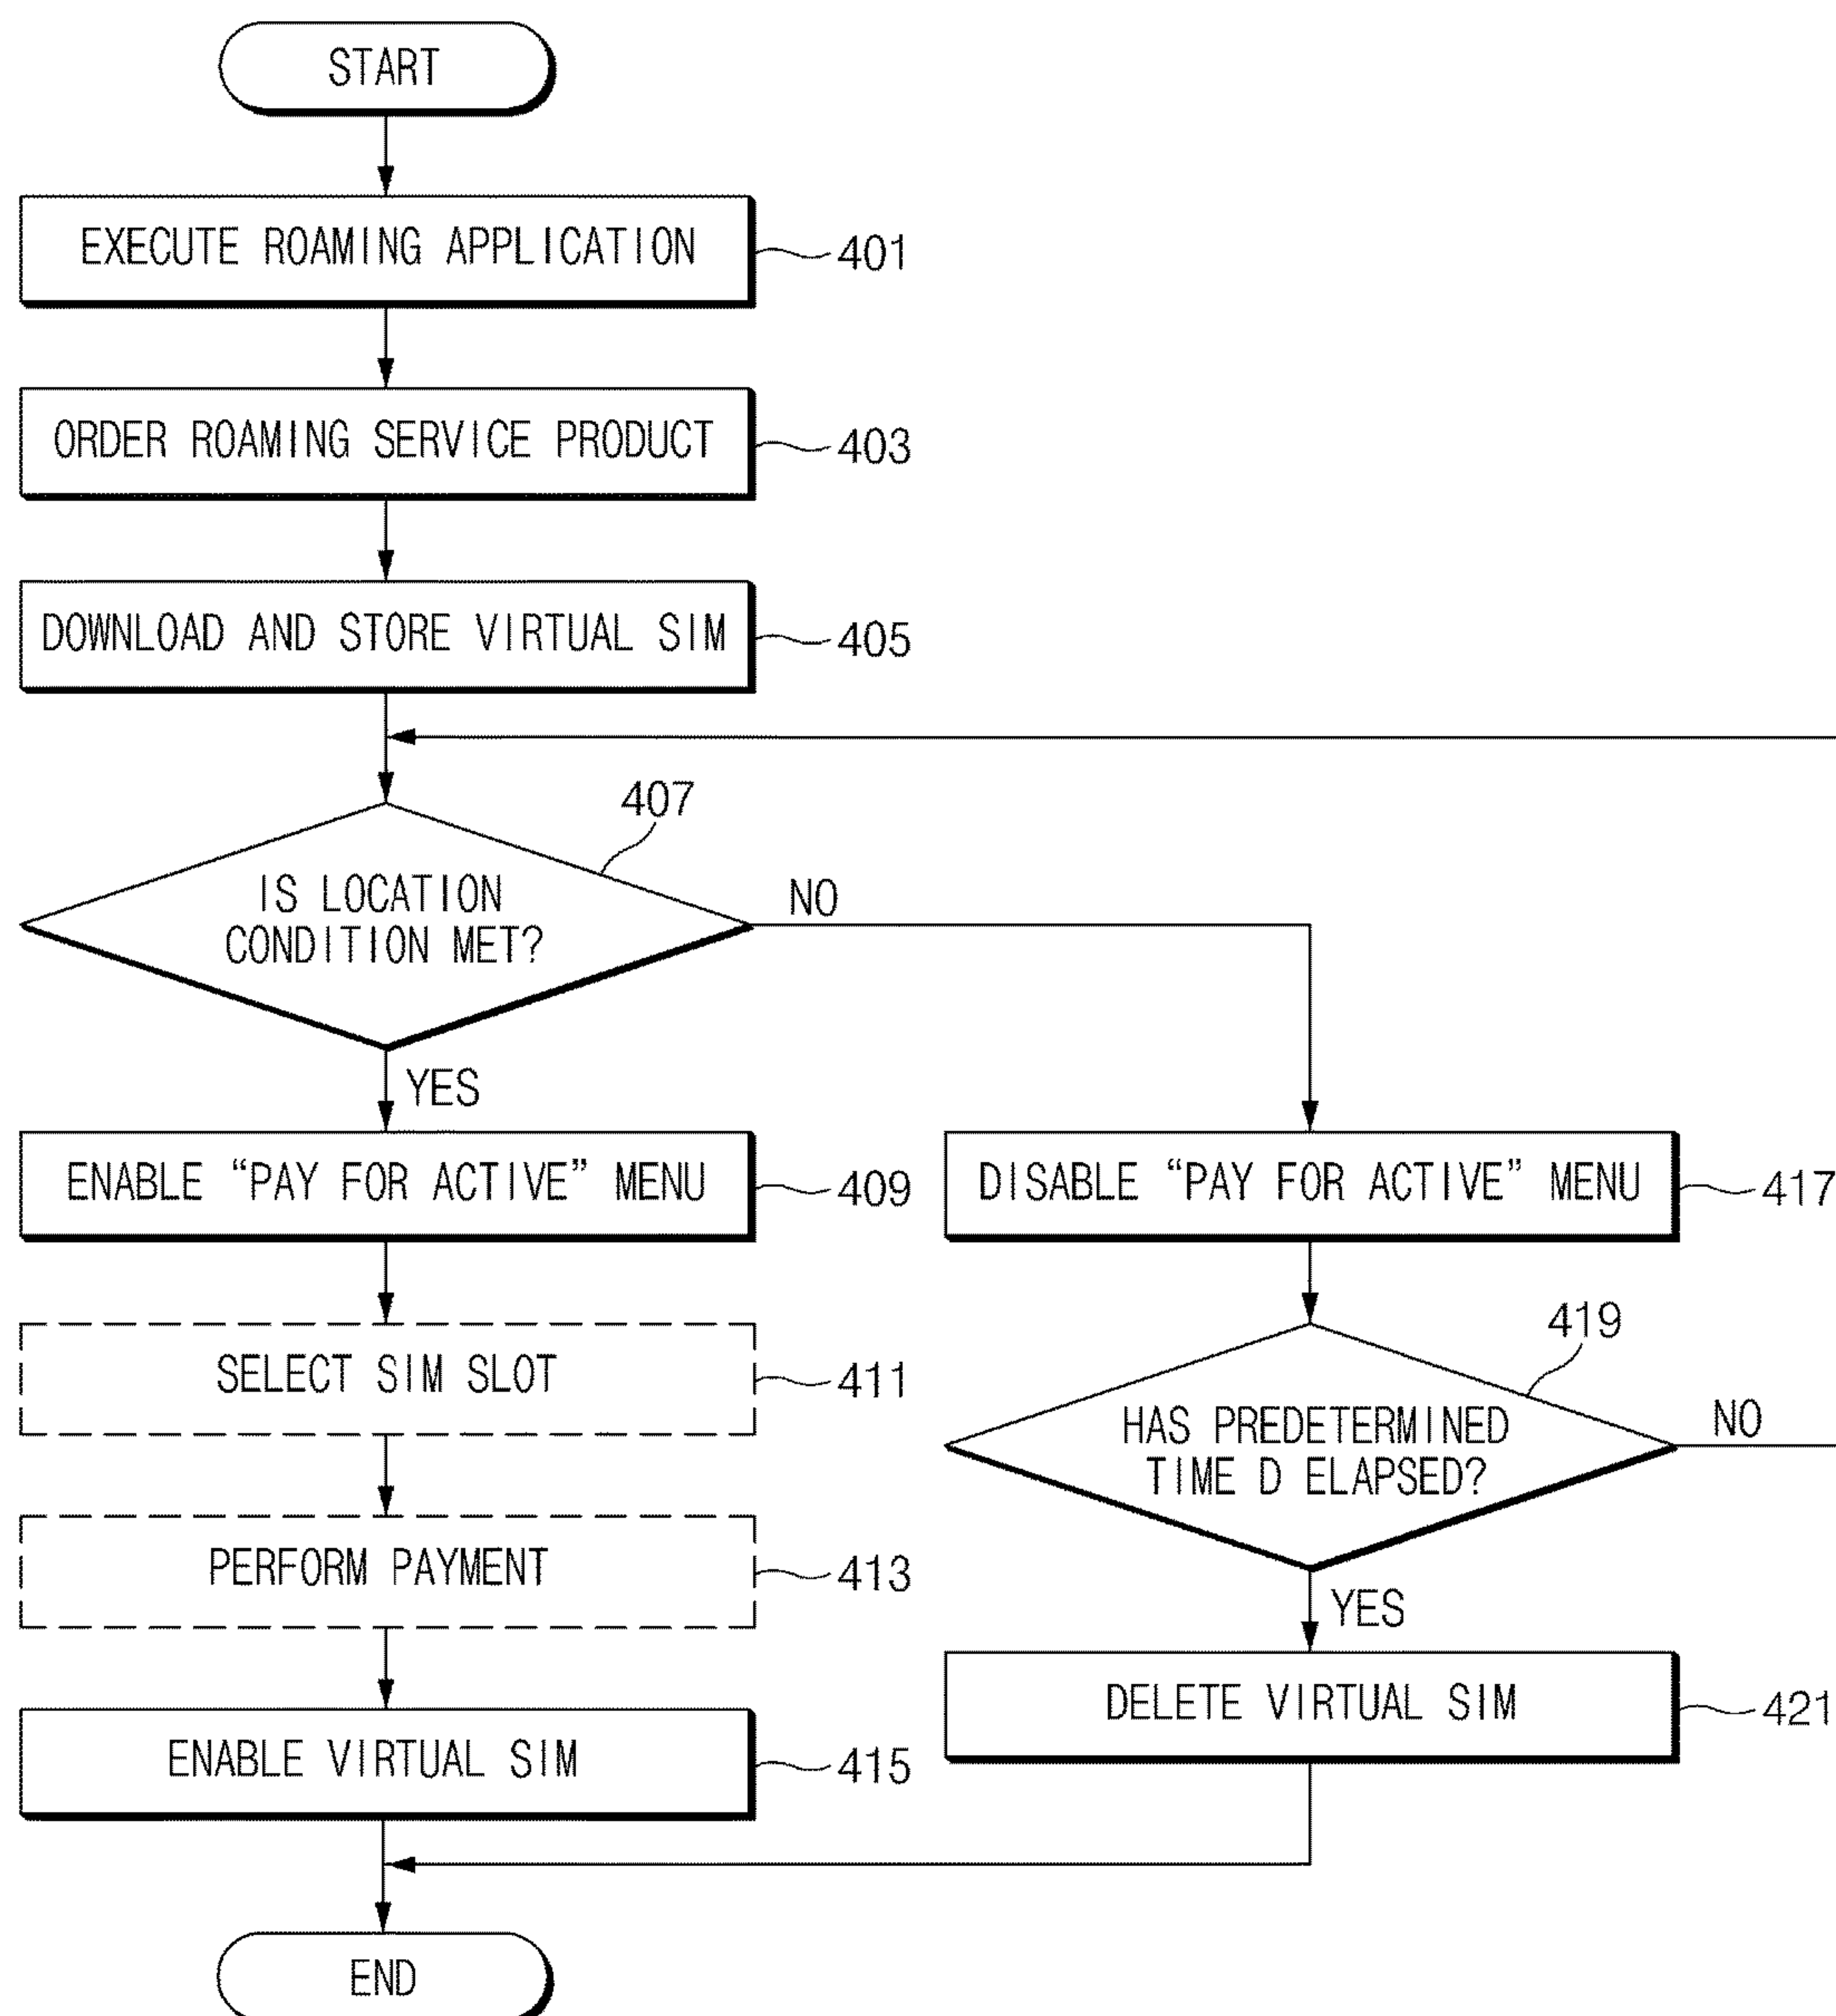 START
EXECUTE ROAMING APPLICATION
401
ORDER ROAMING SERVICE PRODUCT
403
DOWNLOAD AND STORE VIRTUAL SIM
405
407
IS LOCATION
CONDITION MET?
NO
YES
ENABLE “PAY FOR ACTIVE” MENU
409
DISABLE “PAY FOR ACTIVE” MENU
417
SELECT SIM SLOT
411
419
HAS PREDETERMINED
TIME D ELAPSED?
NO
PERFORM PAYMENT
413
YES
DELETE VIRTUAL SIM
421
ENABLE VIRTUAL SIM
415
END